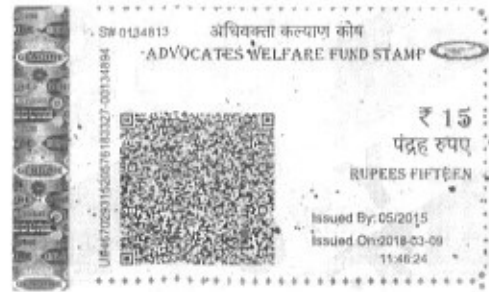 S# 0134813
अधिवक्ता कल्याण कोष
ADVOCATES WELFARE FUND STAMP
₹ 15
पंद्रह रुपए
RUPEES FIFTEEN
Issued By: 05/2015
Issued On:2018-03-09
11:46:24